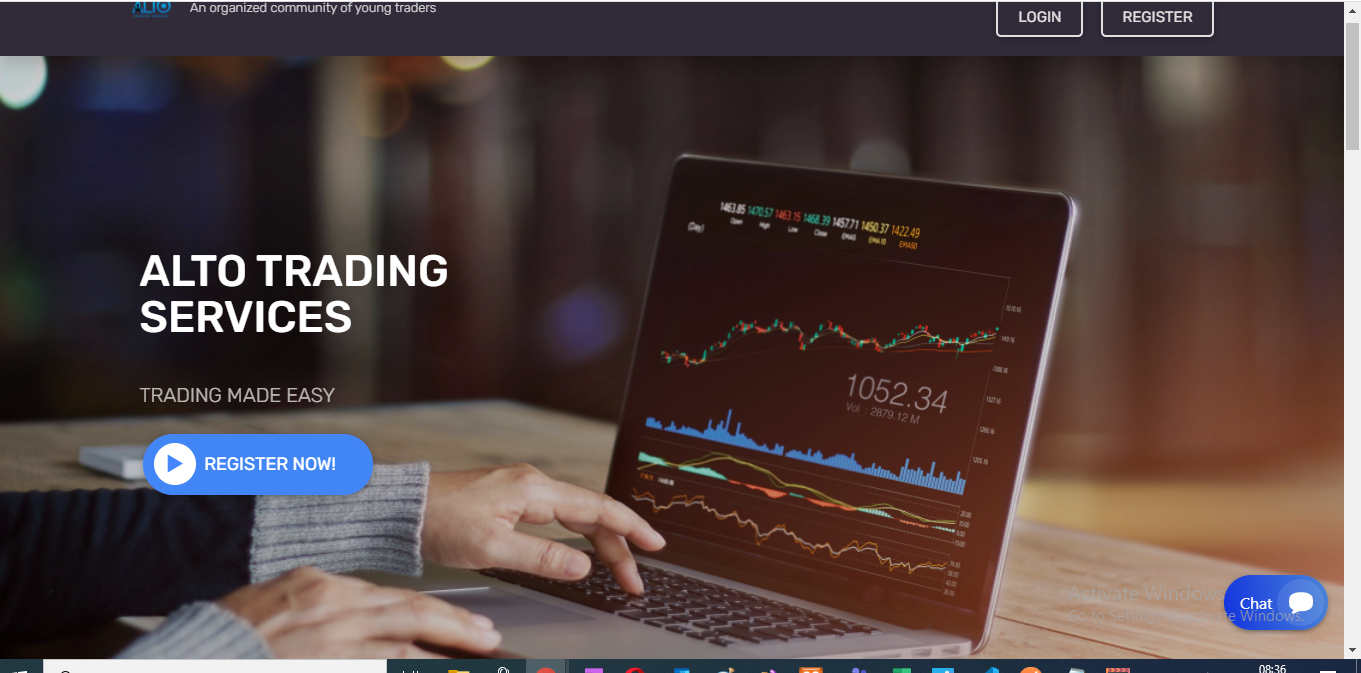 ALTO
An organized community of young traders
LOGIN
REGISTER
ALTO TRADING
SERVICES
TRADING MADE EASY
REGISTER NOW!
1463.85 1470.57 1463.15 1468.39 1457.71 1450.37 1422.49
(Day) Open High Low Close EMA5 EMA10 EMA50
1052.34
Vol : 2879.12 M
Activate Windows
Go to Settings to activate Windows.
Chat
08:36